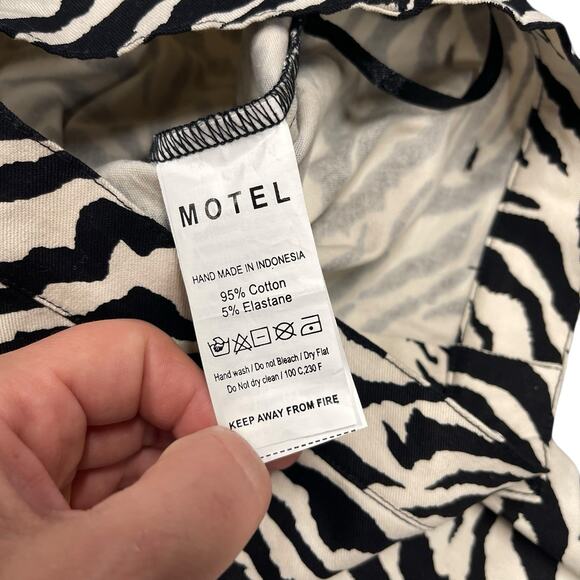 MOTEL
HAND MADE IN INDONESIA
95% Cotton
5% Elastane
Hand wash / Do not Bleach / Dry Flat
Do Not dry clean / 100 C,230 F
KEEP AWAY FROM FIRE